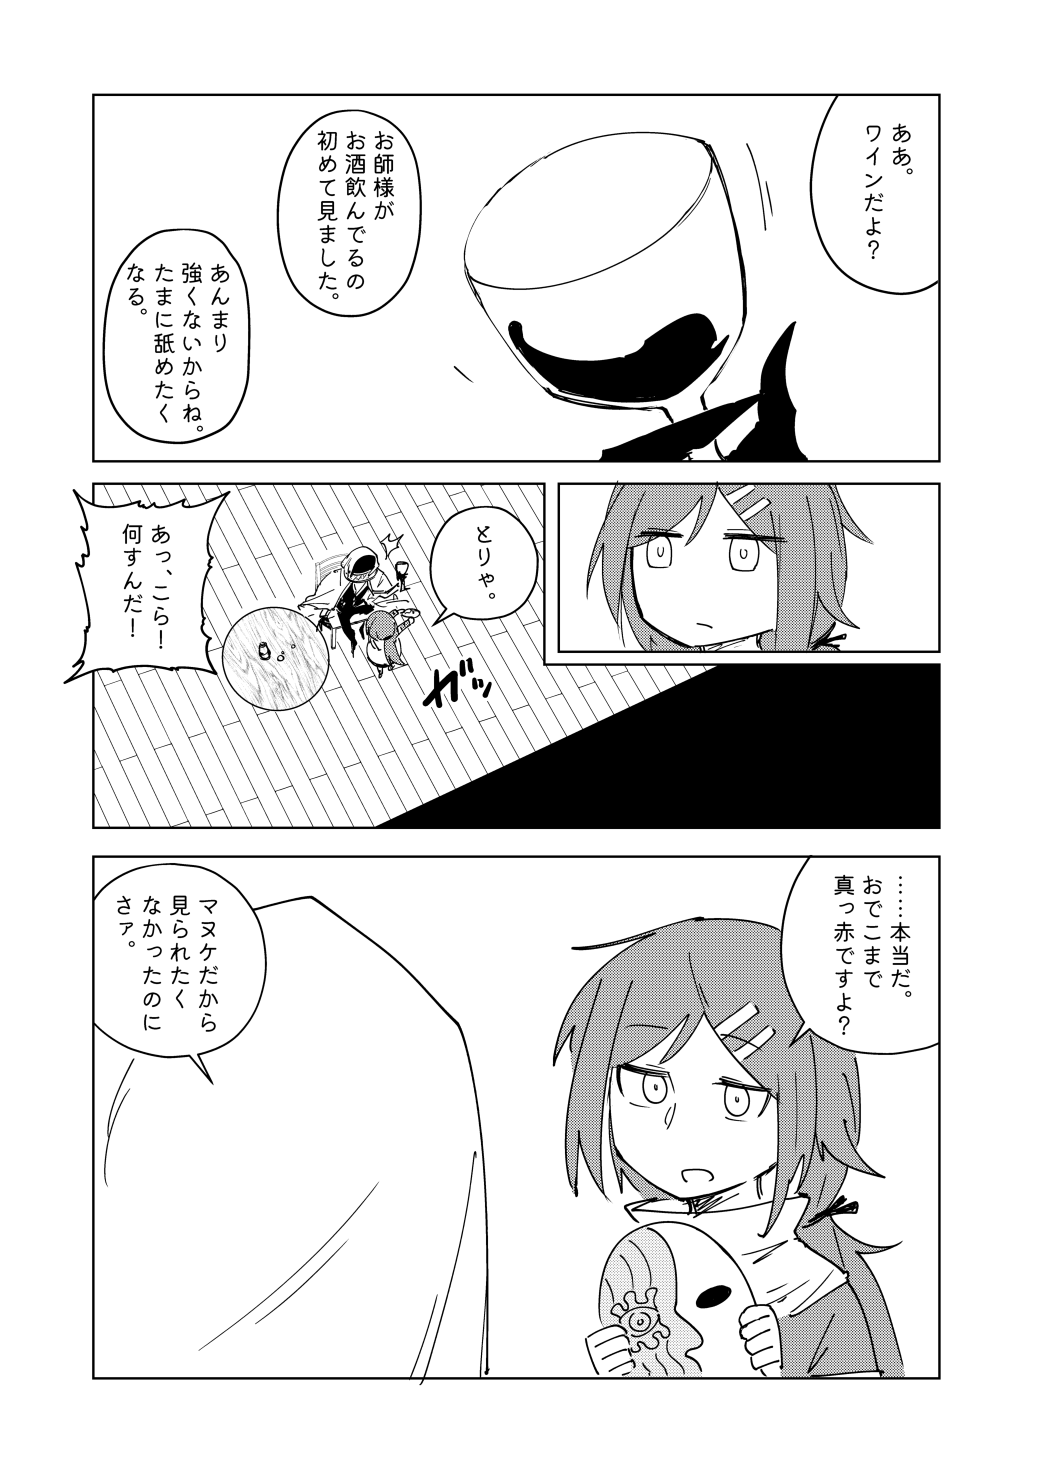 ああ。
ワインだよ？
お師様が
お酒飲んでるの
初めて見ました。
あんまり
強くないからね。
たまに舐めたく
なる。
とりゃ。
ガッ
あっ、こら！
何すんだ！
……本当だ。
おでこまで
真っ赤ですよ？
マヌケだから
見られたく
なかったのに
さァ。